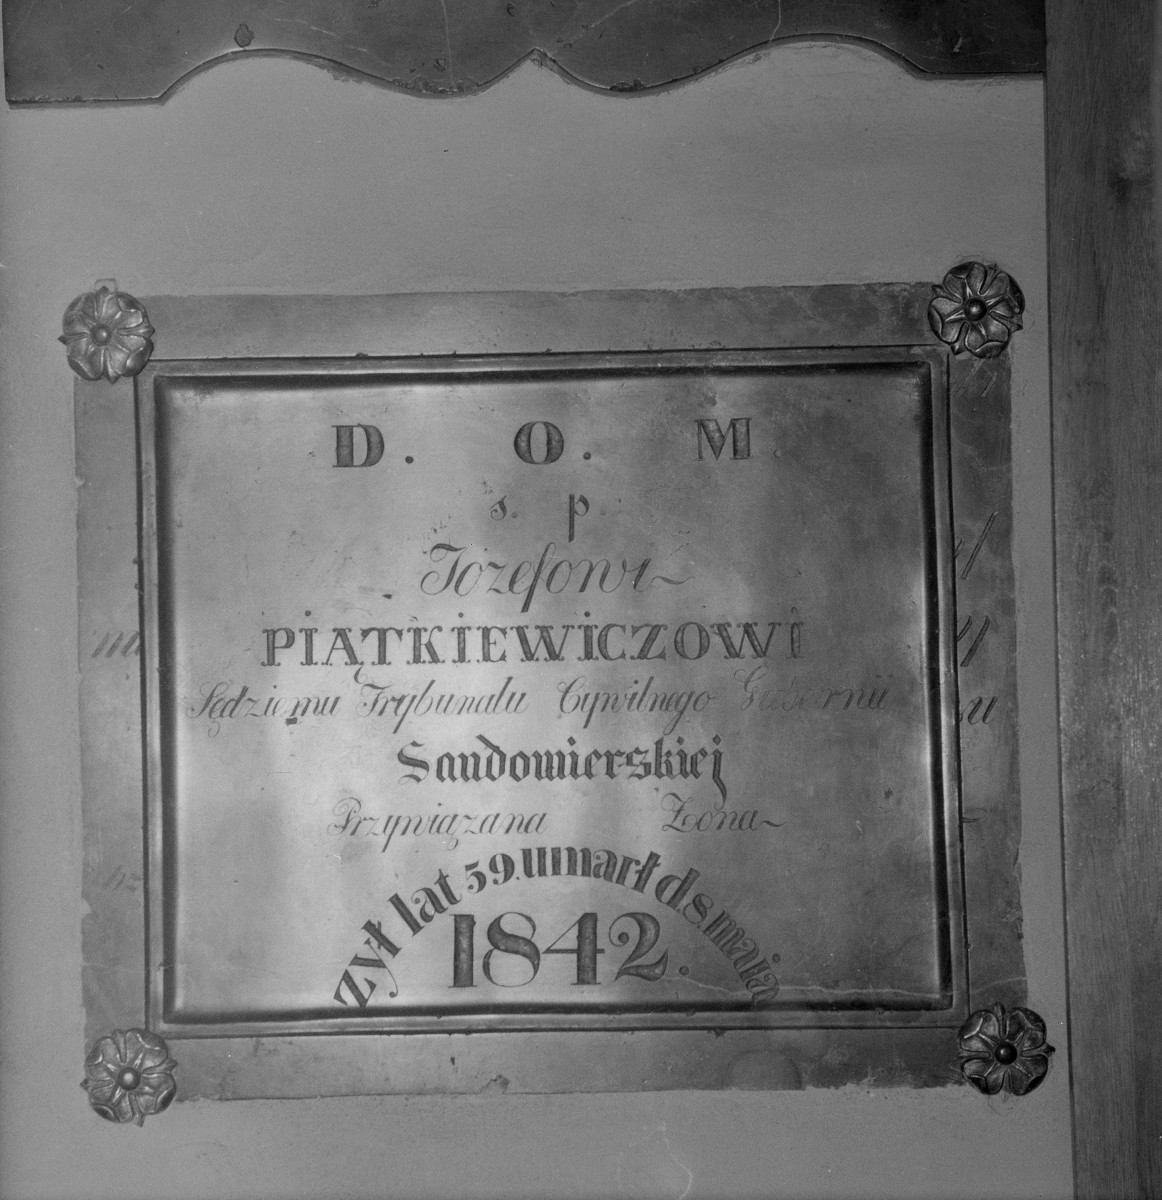 D. O. M.
s. p.
Józefowi
PIĄTKIEWICZOWI
Sędziemu Trybunału Cywilnego Gubernii
Sandomierskiej
Przywiązana Żona
żył lat 59. umarł d 8. maja
1842.